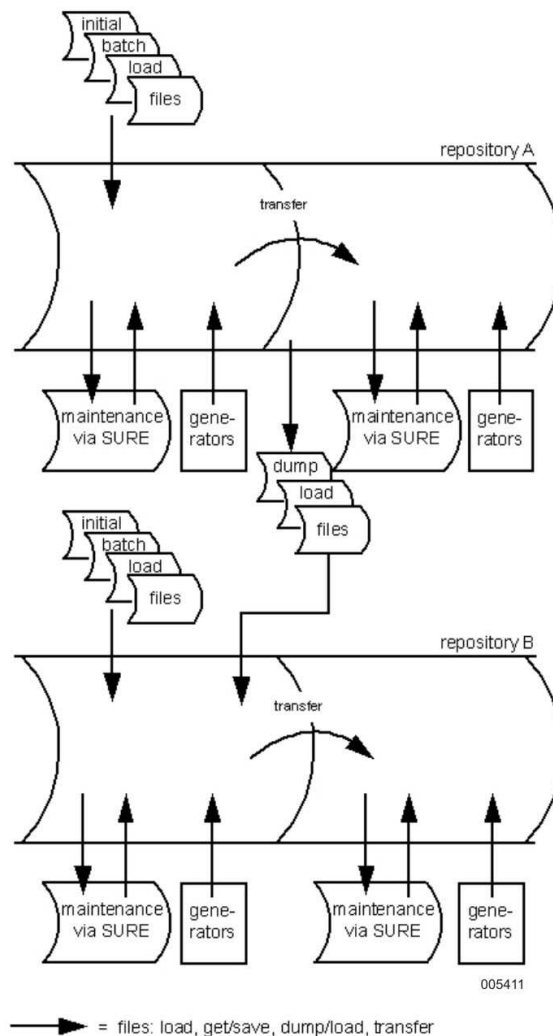 initial
batch
load
files
repository A
transfer
maintenance
via SURE
gene-
rators
maintenance
via SURE
gene-
rators
dump
load
files
initial
batch
load
files
repository B
transfer
maintenance
via SURE
gene-
rators
maintenance
via SURE
gene-
rators
005411
= files: load, get/save, dump/load, transfer